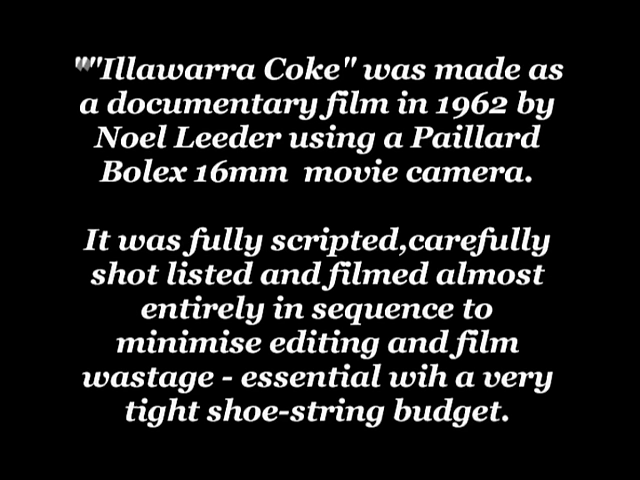 ""Illawarra Coke" was made as
a documentary film in 1962 by
Noel Leeder using a Paillard
Bolex 16mm movie camera.
It was fully scripted,carefully
shot listed and filmed almost
entirely in sequence to
minimise editing and film
wastage - essential wih a very
tight shoe-string budget.